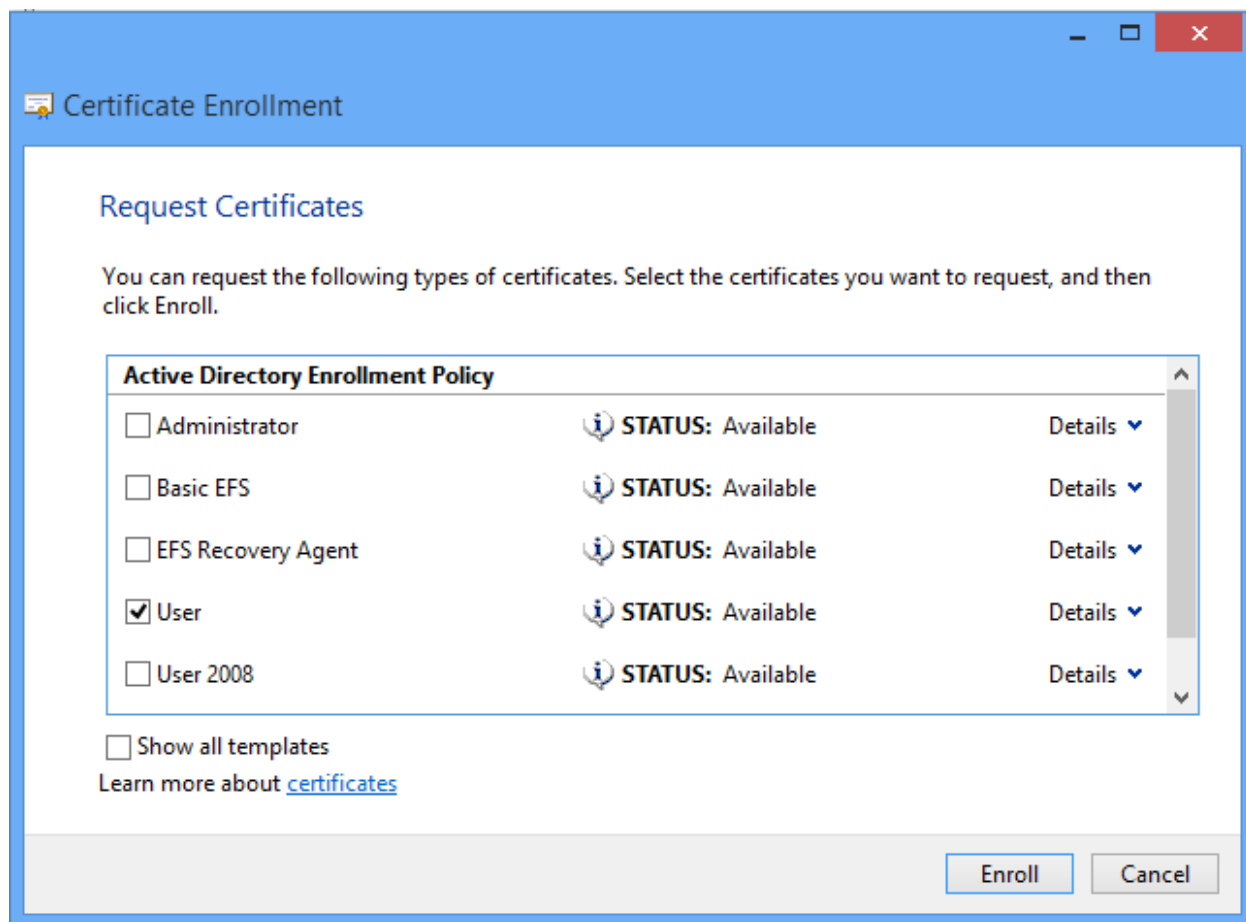 Certificate Enrollment
Request Certificates
You can request the following types of certificates. Select the certificates you want to request, and then
click Enroll.
Active Directory Enrollment Policy
Administrator STATUS: Available Details
Basic EFS STATUS: Available Details
EFS Recovery Agent STATUS: Available Details
User STATUS: Available Details
User 2008 STATUS: Available Details
Show all templates
Learn more about certificates
Enroll Cancel